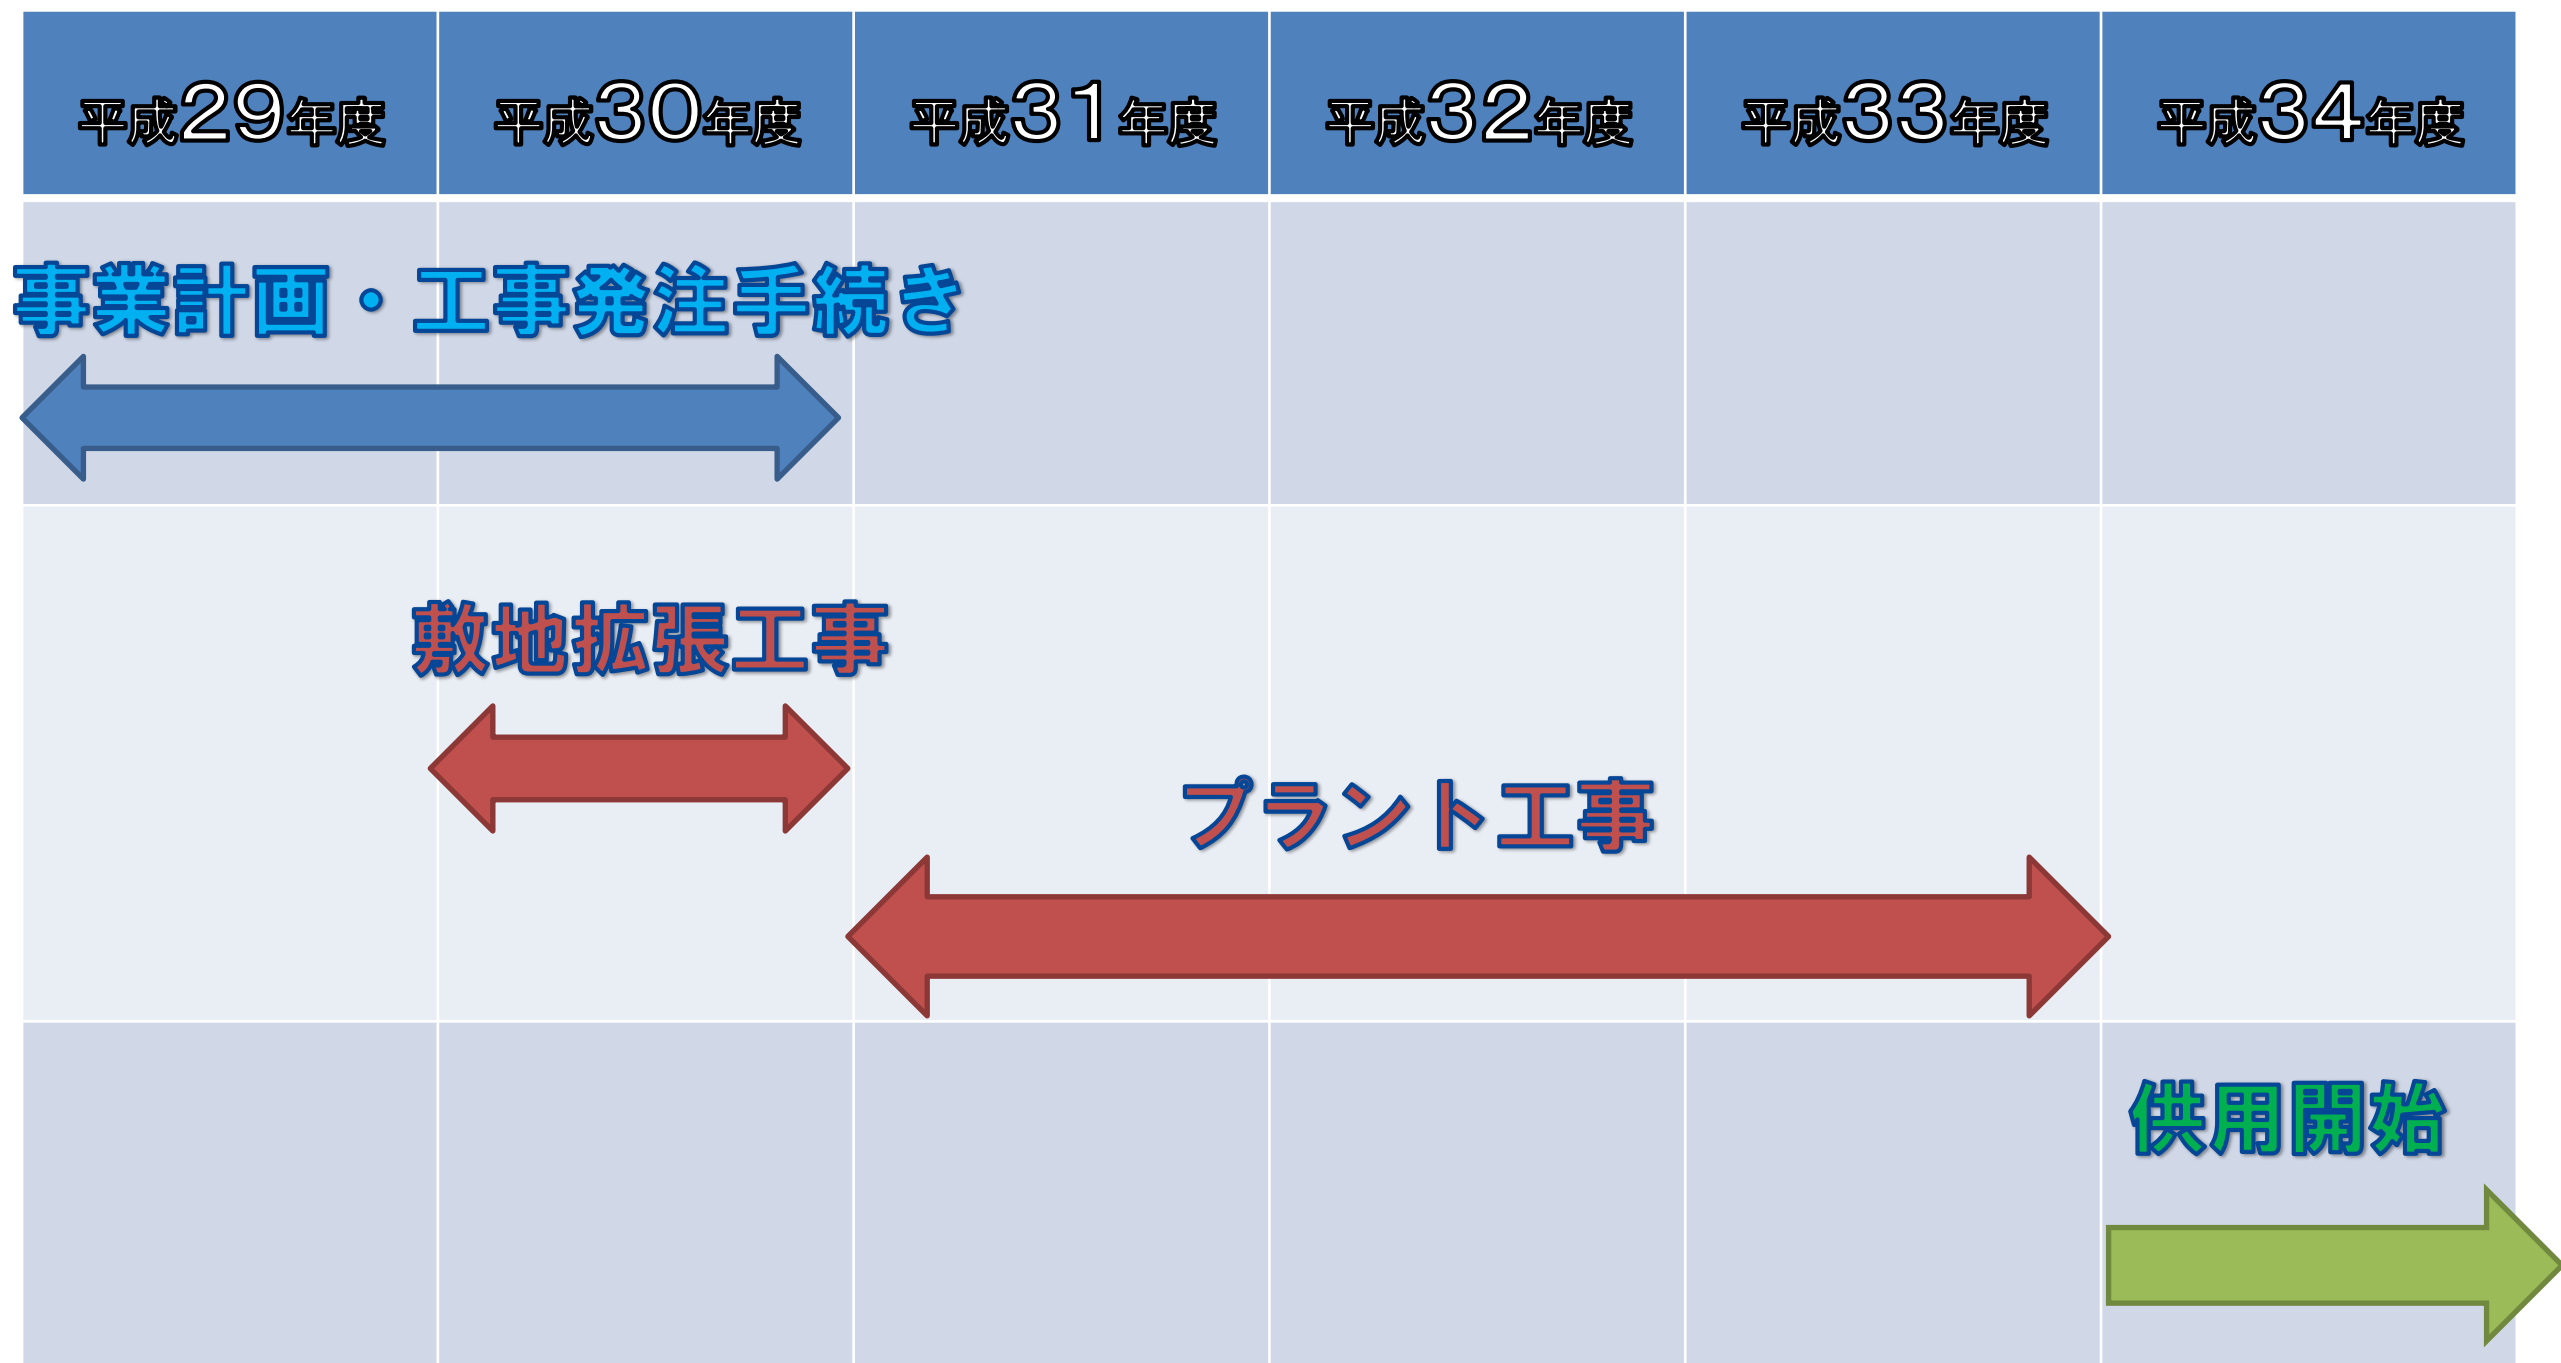 平成29年度 平成30年度 平成31年度 平成32年度 平成33年度 平成34年度
事業計画・工事発注手続き
敷地拡張工事
プラント工事
供用開始